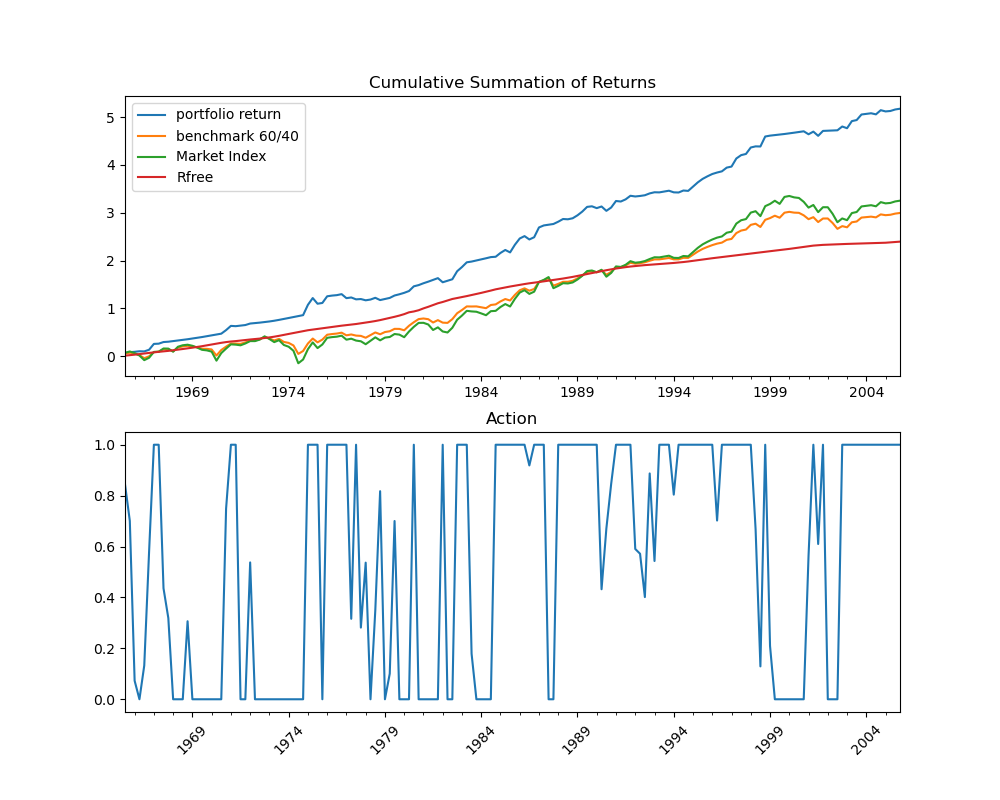 Cumulative Summation of Returns
portfolio return
benchmark 60/40
Market Index
Rfree
5
4
3
2
1
0
1969 1974 1979 1984 1989 1994 1999 2004
Action
1.0
0.8
0.6
0.4
0.2
0.0
1969 1974 1979 1984 1989 1994 1999 2004